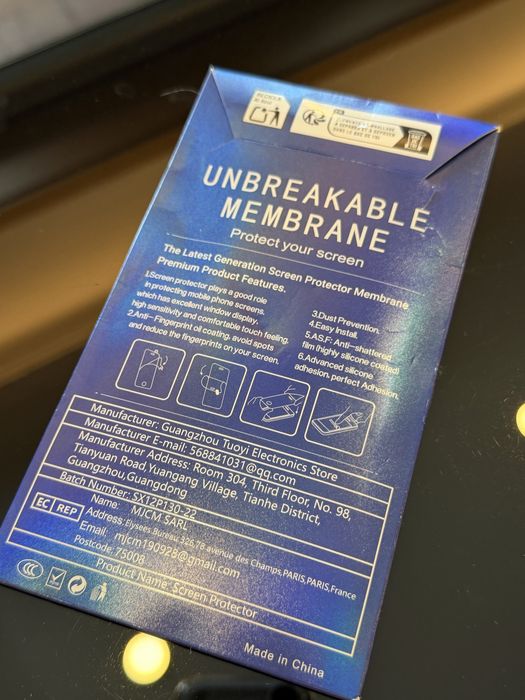 UNBREAKABLE
MEMBRANE
Protect your screen
The Latest Generation Screen Protector Membrane
Premium Product Features.
1.Screen protector plays a good role
in protecting mobile phone screens.
which has excellent window display,
high sensitivity and comfortable touch feeling.
2.Anti- Fingerprint oil coating, avoid spots
and reduce the fingerprints on your screen.
3.Dust Prevention.
4.Easy Install.
5.A.S.F: Anti-shattered
film (highly silicone coated)
6.Advanced silicone
adhesion, perfect Adhesion.
Manufacturer: Guangzhou Tuoyi Electronics Store
Manufacturer E-mail: 568841031@qq.com
Manufacturer Address: Room 304, Third Floor, No. 98,
Tianyuan Road, Yuangang Village, Tianhe District,
Guangzhou,Guangdong
Batch Number: SX12P130-22
EC REP
Name: MJCM SARL
Address:Elysees Bureau 326,78 avenue des Champs,PARIS,PARIS,France
Email: mjcm190928@gmail.com
Postcode: 75008
Product Name: Screen Protector
CCC
Made in China